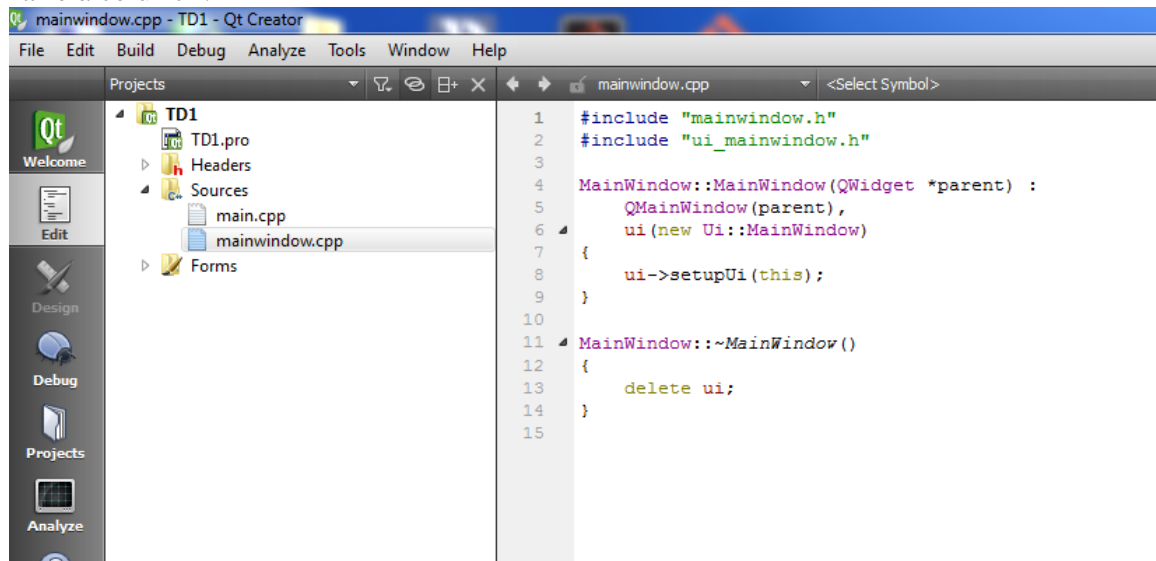 mainwindow.cpp - TD1 - Qt Creator
File Edit Build Debug Analyze Tools Window Help
Projects
mainwindow.cpp
<Select Symbol>
Qt
Welcome
Edit
Design
Debug
Projects
Analyze
TD1
TD1.pro
Headers
Sources
main.cpp
mainwindow.cpp
Forms
1 #include "mainwindow.h"
2 #include "ui_mainwindow.h"
3
4 MainWindow::MainWindow(QWidget *parent) :
5 QMainWindow(parent),
6 ui(new Ui::MainWindow)
7 {
8 ui->setupUi(this);
9 }
10
11 MainWindow::~MainWindow()
12 {
13 delete ui;
14 }
15